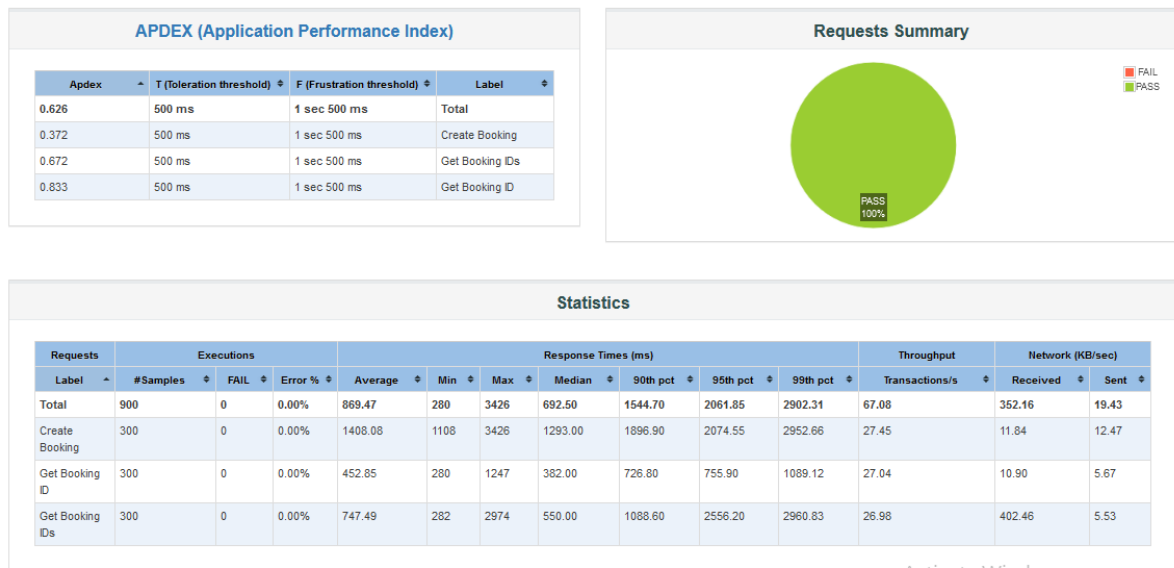 APDEX (Application Performance Index)
Apdex T (Toleration threshold) F (Frustration threshold) Label
0.626 500 ms 1 sec 500 ms Total
0.372 500 ms 1 sec 500 ms Create Booking
0.672 500 ms 1 sec 500 ms Get Booking IDs
0.833 500 ms 1 sec 500 ms Get Booking ID
Requests Summary
FAIL
PASS
PASS
100%
Statistics
Requests Executions Response Times (ms) Throughput Network (KB/sec)
Label #Samples FAIL Error % Average Min Max Median 90th pct 95th pct 99th pct Transactions/s Received Sent
Total 900 0 0.00% 869.47 280 3426 692.50 1544.70 2061.85 2902.31 67.08 352.16 19.43
Create 300 0 0.00% 1408.08 1108 3426 1293.00 1896.90 2074.55 2952.66 27.45 11.84 12.47
Booking
Get Booking 300 0 0.00% 452.85 280 1247 382.00 726.80 755.90 1089.12 27.04 10.90 5.67
ID
Get Booking 300 0 0.00% 747.49 282 2974 550.00 1088.60 2556.20 2960.83 26.98 402.46 5.53
IDs